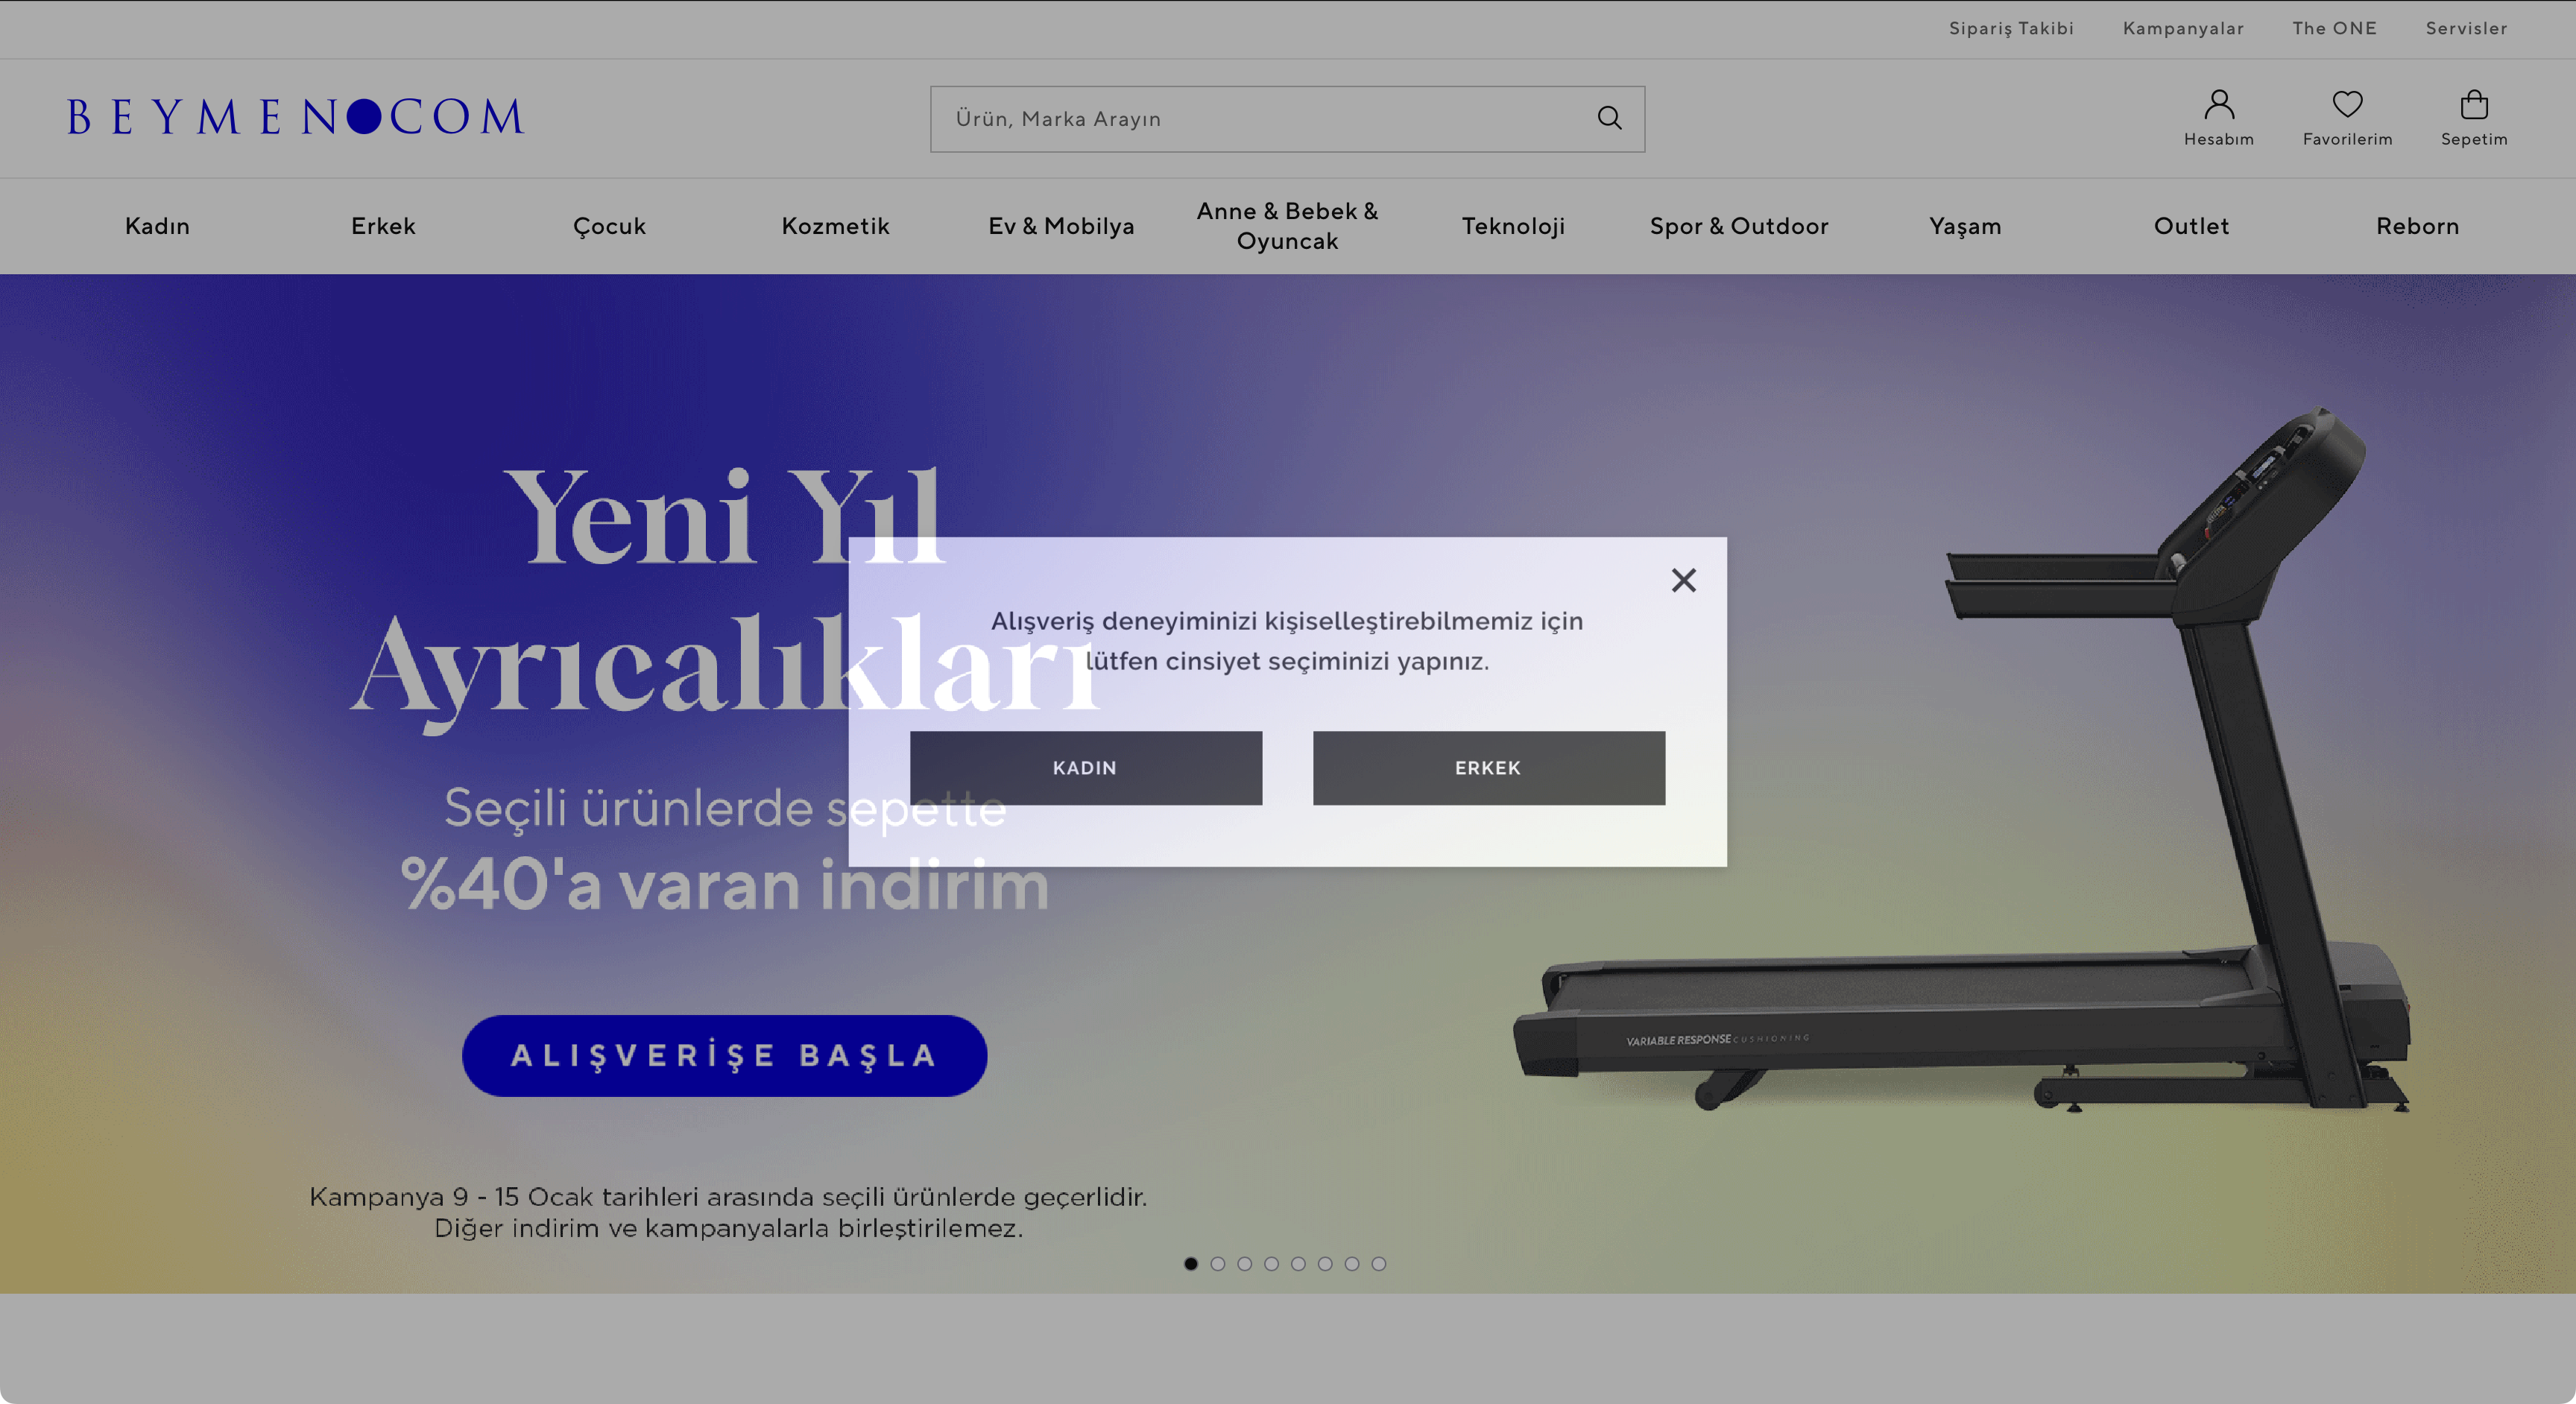 Sipariş Takibi Kampanyalar The ONE Servisler
BEYMEN COM
Ürün, Marka Arayın
Hesabım Favorilerim Sepetim
Kadın Erkek Çocuk Kozmetik Ev & Mobilya Anne & Bebek & Oyuncak Teknoloji Spor & Outdoor Yaşam Outlet Reborn
Yeni Yıl
Ayrıcalıkları
Seçili ürünlerde sepette
%40'a varan indirim
ALIŞVERİŞE BAŞLA
Kampanya 9 - 15 Ocak tarihleri arasında seçili ürünlerde geçerlidir.
Diğer indirim ve kampanyalarla birleştirilemez.
Alışveriş deneyiminizi kişiselleştirebilmemiz için
lütfen cinsiyet seçiminizi yapınız.
KADIN ERKEK
VARIABLE RESPONSE CUSHIONING